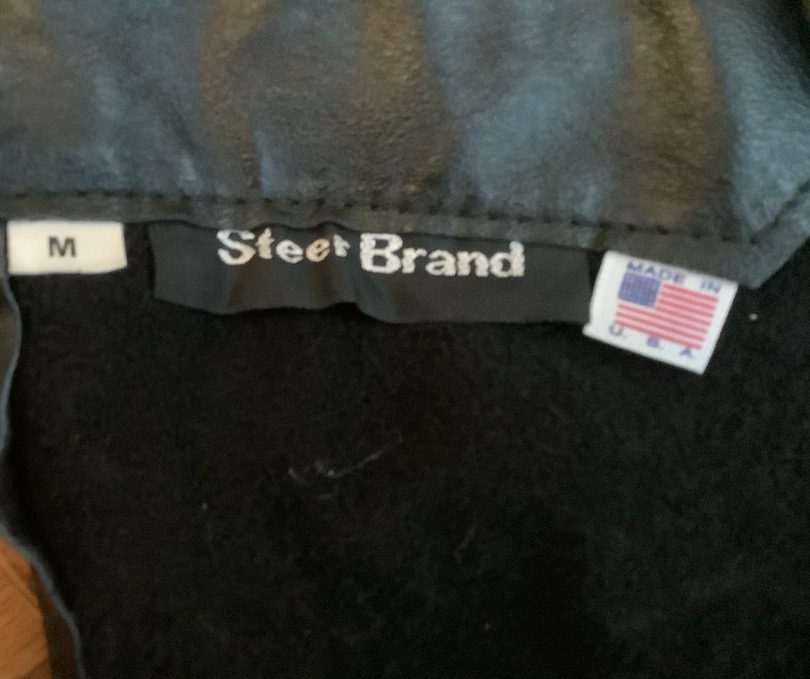 M
Steer Brand
MADE IN
U. S. A.